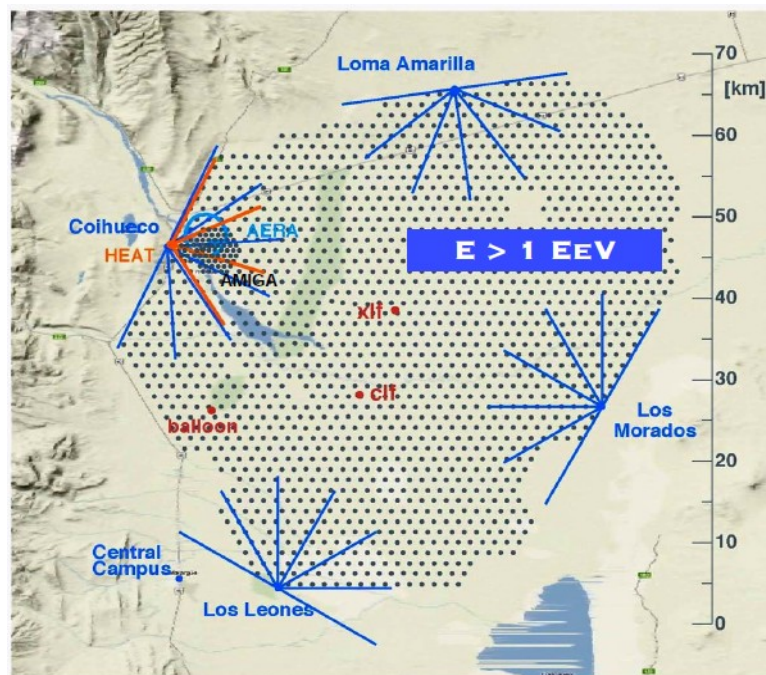 70
[km]
Loma Amarilla
60
50
Coihueco
AERA
HEAT
E > 1 EeV
AMIGA
40
xlf
30
clf
balloon
Los
Morados
20
10
Central
Campus
Los Leones
0